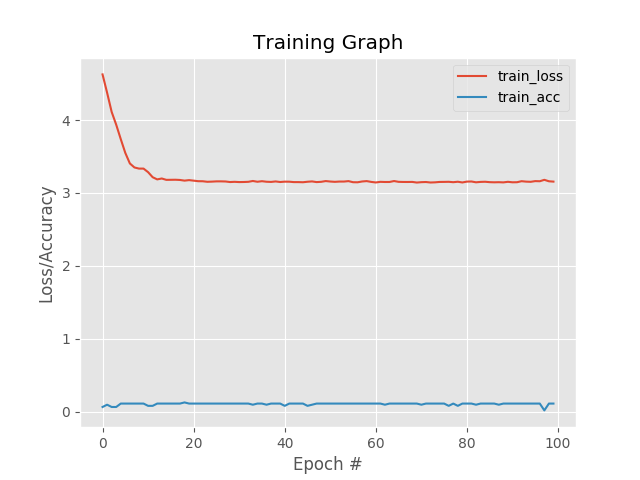 Training Graph
train_loss
train_acc
4
3
2
1
0
Loss/Accuracy
0 20 40 60 80 100
Epoch #